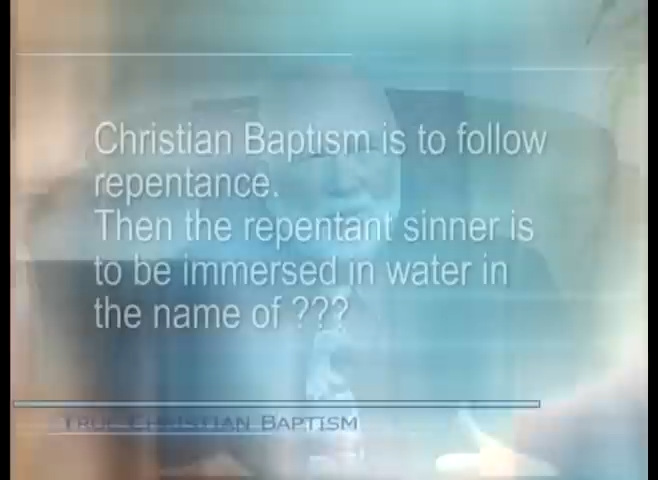 Christian Baptism is to follow
repentance.
Then the repentant sinner is
to be immersed in water in
the name of ???
True Christian Baptism